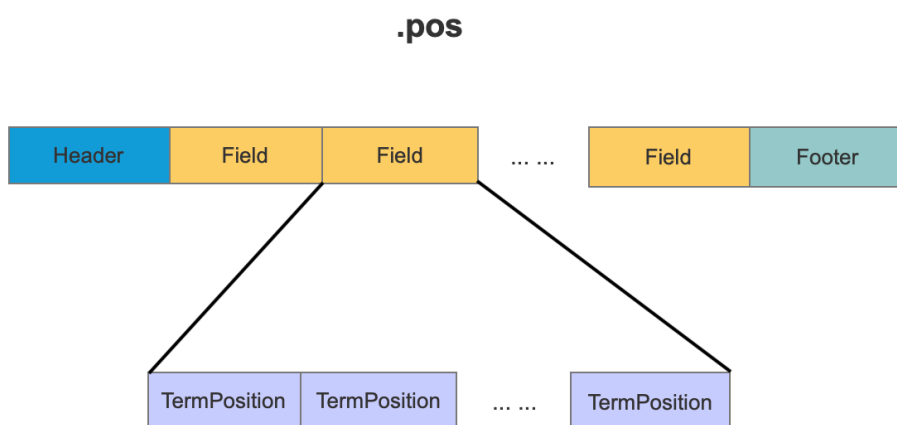 .pos
Header Field Field ... ... Field Footer
TermPosition TermPosition ... ... TermPosition